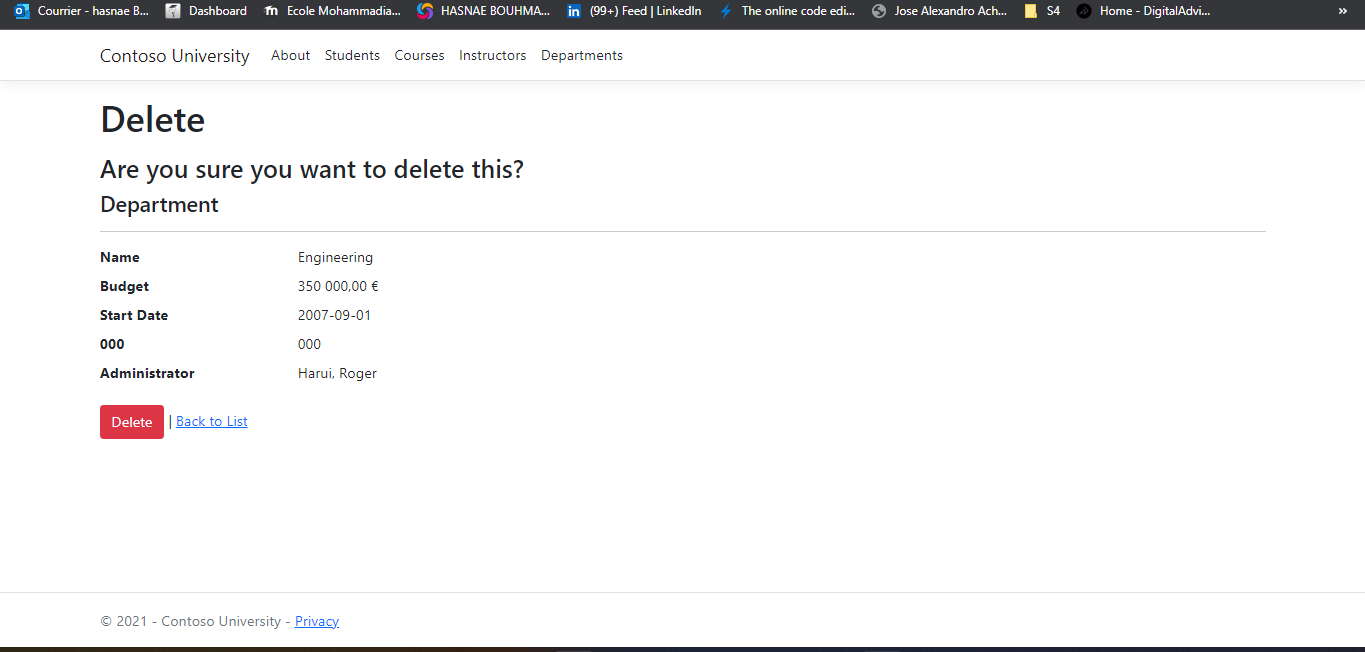 Courrier - hasnae B... Dashboard Ecole Mohammadia... HASNAE BOUHMA... (99+) Feed | LinkedIn The online code edi... Jose Alexandro Ach... S4 Home - DigitalAdvi... »
Contoso University About Students Courses Instructors Departments
Delete
Are you sure you want to delete this?
Department
Name Engineering
Budget 350 000,00 €
Start Date 2007-09-01
000 000
Administrator Harui, Roger
Delete | Back to List
© 2021 - Contoso University - Privacy